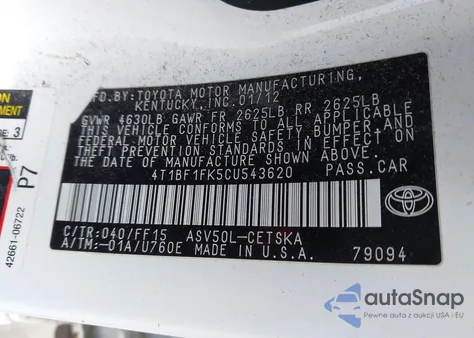 MFD. BY: TOYOTA MOTOR MANUFACTURING,
KENTUCKY, INC. 01/12
GVWR 4630LB GAWR FR 2625LB RR 2625LB
THIS VEHICLE CONFORMS TO ALL APPLICABLE
FEDERAL MOTOR VEHICLE SAFETY, BUMPER, AND
THEFT PREVENTION STANDARDS IN EFFECT ON
THE DATE OF MANUFACTURE SHOWN ABOVE.
4T1BF1FK5CU543620 PASS.CAR
C/TR:040/FF15 ASV50L-CETSKA
A/TM:-01A/U760E MADE IN U.S.A. 79094
TOYOTA
3
P7
42661-06722
autoSnap
Pewne auta z aukcji USA i EU